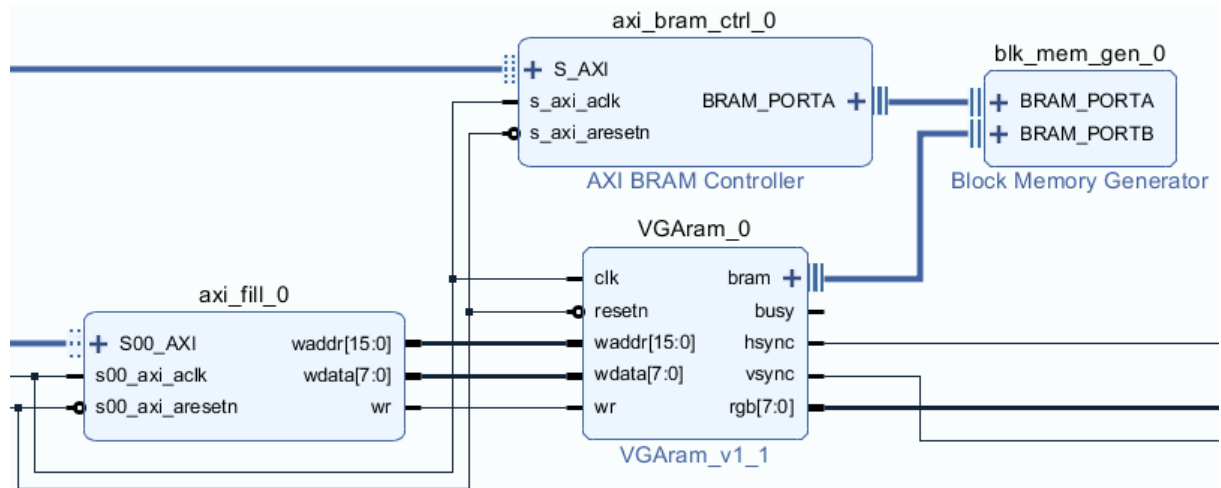 axi_bram_ctrl_0
S_AXI
s_axi_aclk
s_axi_aresetn
BRAM_PORTA
AXI BRAM Controller
blk_mem_gen_0
BRAM_PORTA
BRAM_PORTB
Block Memory Generator
axi_fill_0
S00_AXI
s00_axi_aclk
s00_axi_aresetn
waddr[15:0]
wdata[7:0]
wr
VGAram_0
clk
resetn
waddr[15:0]
wdata[7:0]
wr
bram
busy
hsync
vsync
rgb[7:0]
VGAram_v1_1